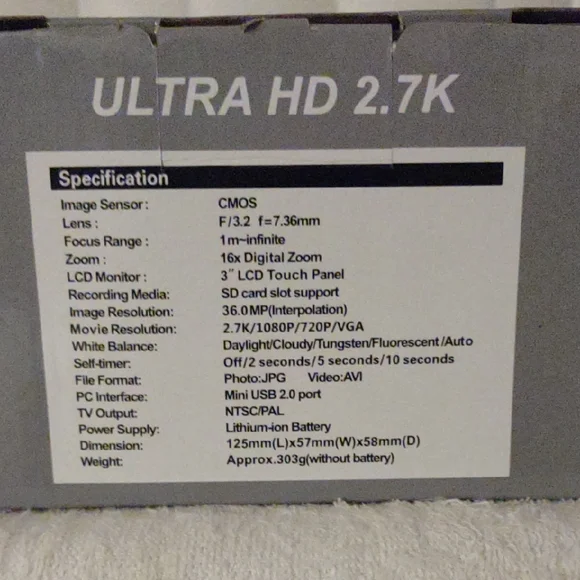 ULTRA HD 2.7K
Specification
Image Sensor: CMOS
Lens: F/3.2 f=7.36mm
Focus Range: 1m~infinite
Zoom: 16x Digital Zoom
LCD Monitor: 3" LCD Touch Panel
Recording Media: SD card slot support
Image Resolution: 36.0MP(Interpolation)
Movie Resolution: 2.7K/1080P/720P/VGA
White Balance: Daylight/Cloudy/Tungsten/Fluorescent/Auto
Self-timer: Off/2 seconds/5 seconds/10 seconds
File Format: Photo:JPG Video:AVI
PC Interface: Mini USB 2.0 port
TV Output: NTSC/PAL
Power Supply: Lithium-ion Battery
Dimension: 125mm(L)x57mm(W)x58mm(D)
Weight: Approx.303g(without battery)